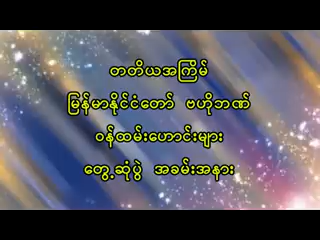 တတိယအကြိမ်
မြန်မာနိုင်ငံတော် ဗဟိုဘဏ်
ဝန်ထမ်းဟောင်းများ
တွေ့ဆုံပွဲ အခမ်းအနား